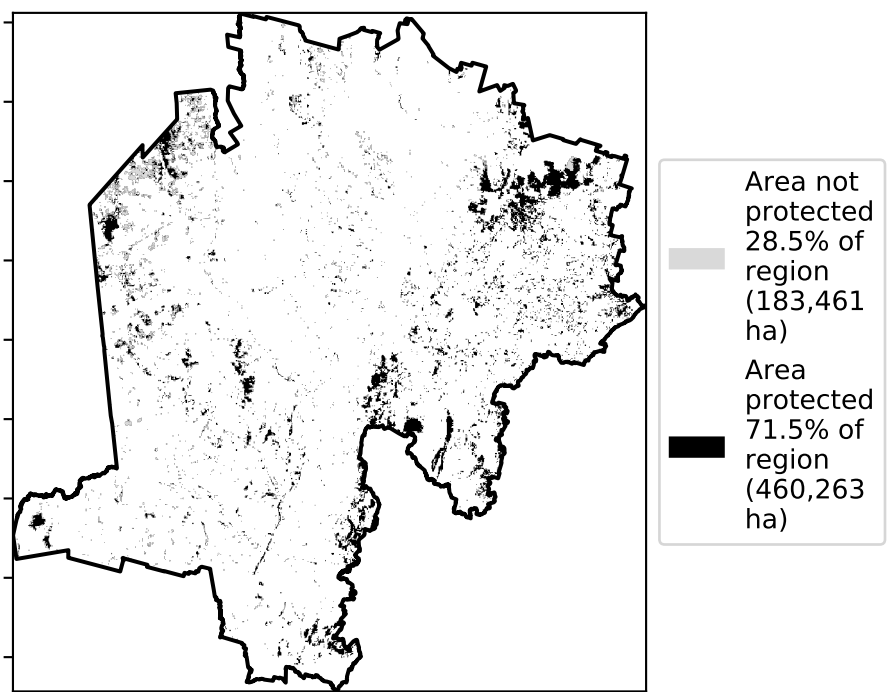 Area not
protected
28.5% of
region
(183,461
ha)
Area
protected
71.5% of
region
(460,263
ha)